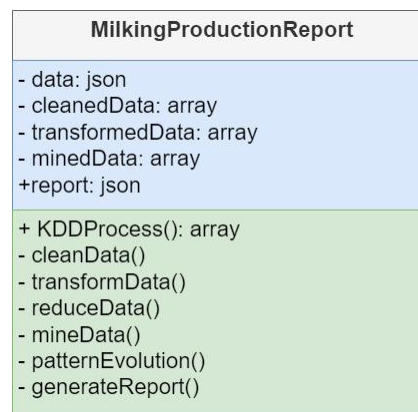 MilkingProductionReport
- data: json
- cleanedData: array
- transformedData: array
- minedData: array
+report: json
+ KDDProcess(): array
- cleanData()
- transformData()
- reduceData()
- mineData()
- patternEvolution()
- generateReport()